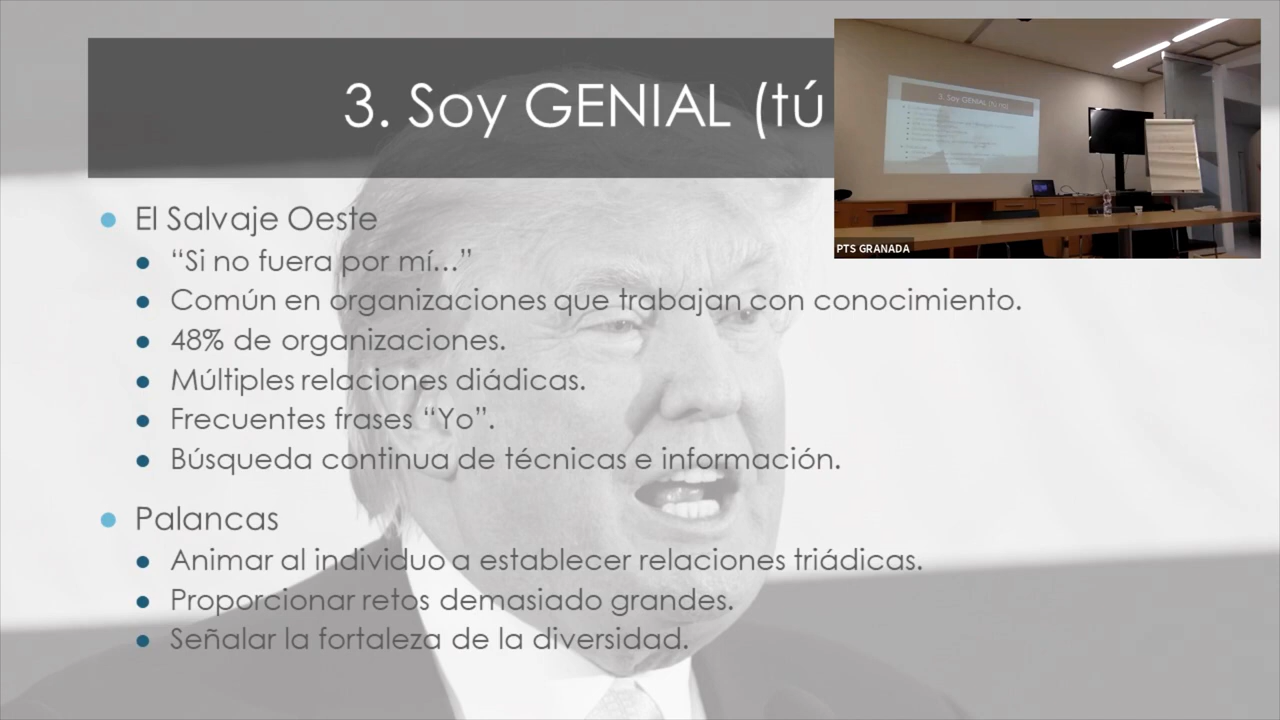 3. Soy GENIAL (tú
3. Soy GENIAL (tú no)
PTS GRANADA
El Salvaje Oeste
“Si no fuera por mí...”
Común en organizaciones que trabajan con conocimiento.
48% de organizaciones.
Múltiples relaciones diádicas.
Frecuentes frases “Yo”.
Búsqueda continua de técnicas e información.
Palancas
Animar al individuo a establecer relaciones triádicas.
Proporcionar retos demasiado grandes.
Señalar la fortaleza de la diversidad.